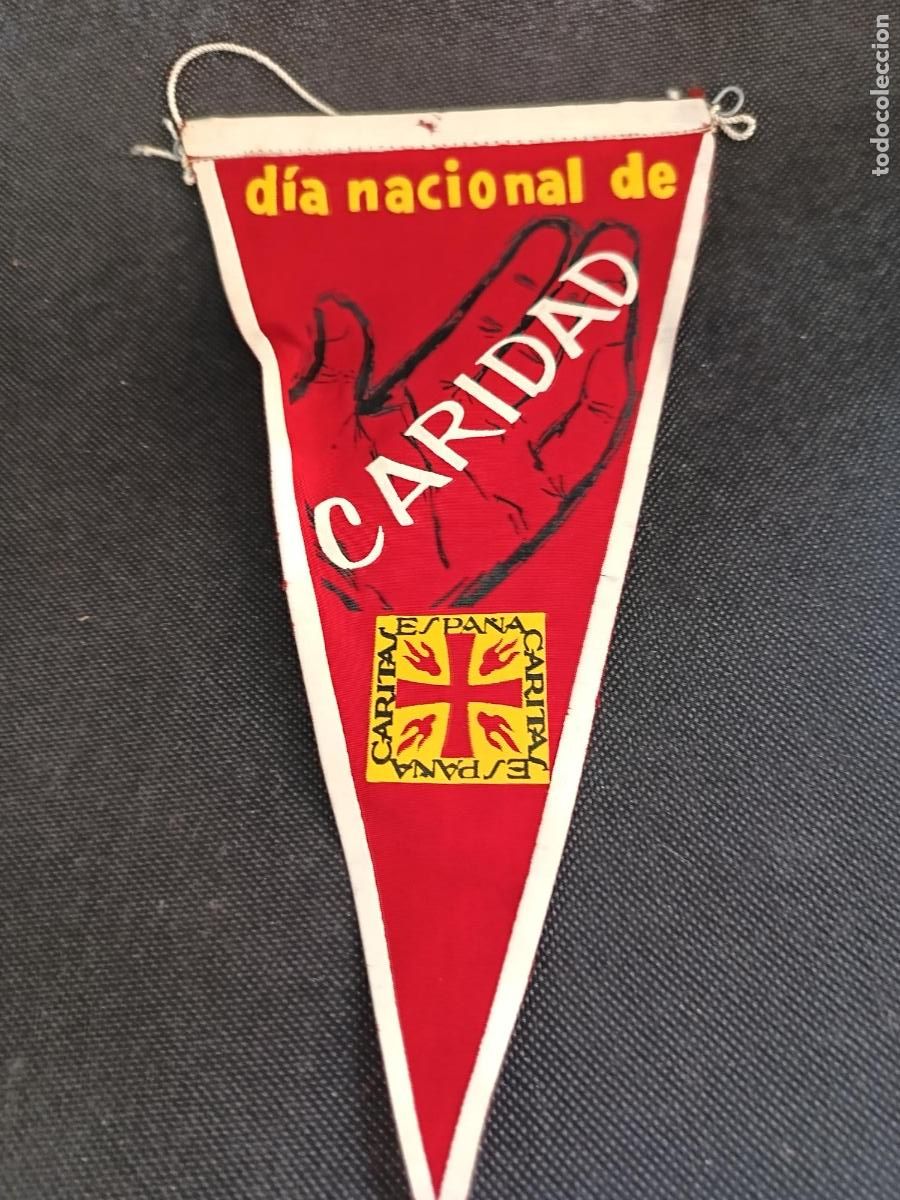 día nacional de
CARIDAD
ESPAÑA
CARITAS
CARITAS
ESPAÑA
todocoleccion